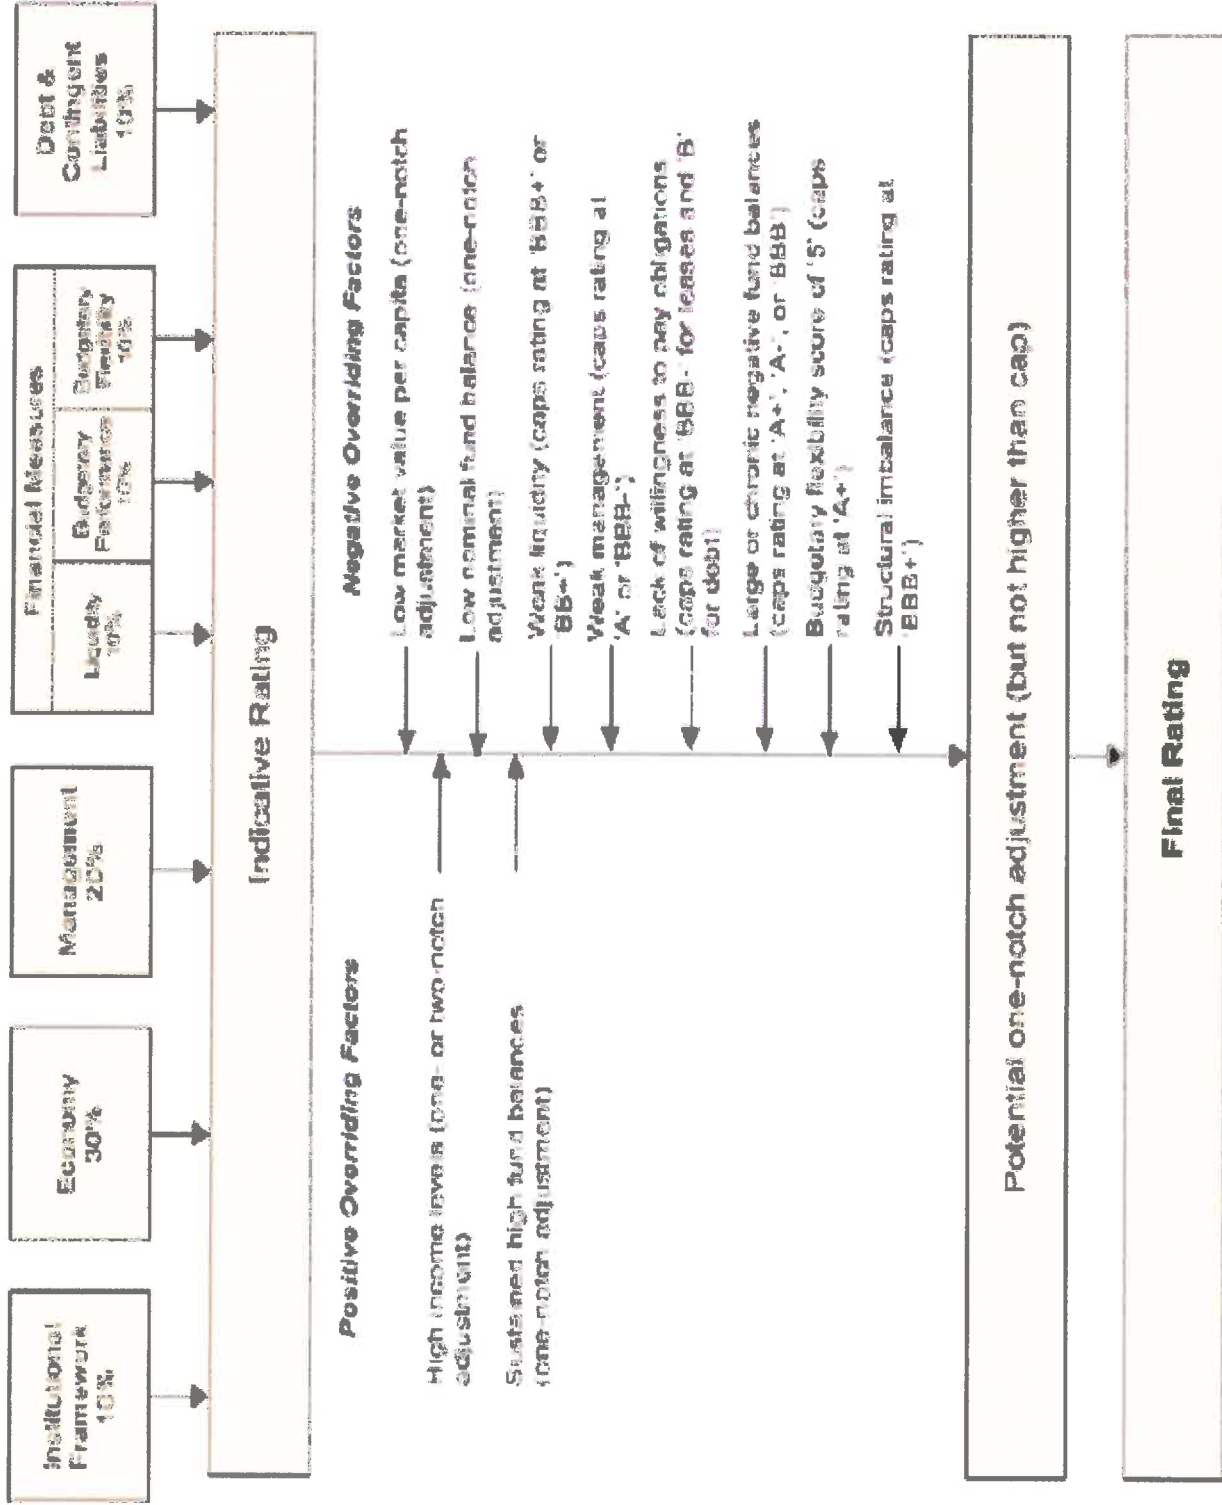 Institutional
Framework
10%
Economy
30%
Management
20%
Financial Measures
Liquidity
10%
Budgetary
Performance
10%
Budgetary
Flexibility
10%
Debt &
Contingent
Liabilities
10%
Indicative Rating
Positive Overriding Factors
High income levels (one- or two-notch
adjustment)
Sustained high fund balances
(one-notch adjustment)
Negative Overriding Factors
Low market value per capita (one-notch
adjustment)
Low nominal fund balance (one-notch
adjustment)
Weak liquidity (caps rating at 'BBB+' or
'BB+')
Weak management (caps rating at
'A' or 'BBB-')
Lack of willingness to pay obligations
(caps rating at 'BBB-' for leases and 'B'
for debt)
Large or chronic negative fund balances
(caps rating at 'A+', 'A-', or 'BBB')
Budgetary flexibility score of '5' (caps
rating at 'A+')
Structural imbalance (caps rating at
'BBB+')
Potential one-notch adjustment (but not higher than cap)
Final Rating